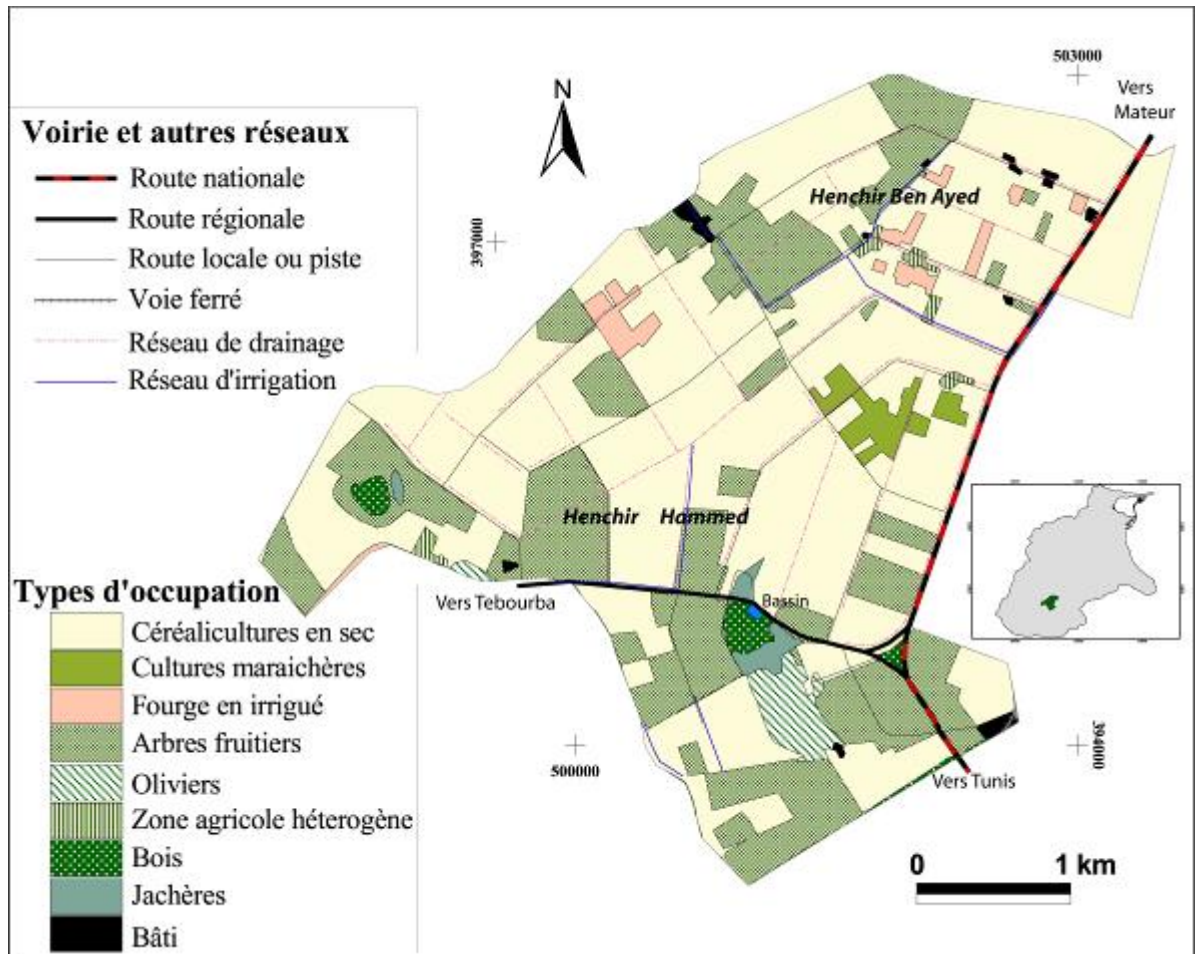 503000
Vers
Mateur
N
Voirie et autres réseaux
Route nationale
Route régionale
Route locale ou piste
Voie ferré
Réseau de drainage
Réseau d'irrigation
397000
Henchir Ben Ayed
Henchir Hammed
Types d'occupation
Céréalicultures en sec
Cultures maraichères
Fourge en irrigué
Arbres fruitiers
Oliviers
Zone agricole hétérogène
Bois
Jachères
Bâti
Vers Tebourba
Bassin
500000
394000
Vers Tunis
0 1 km